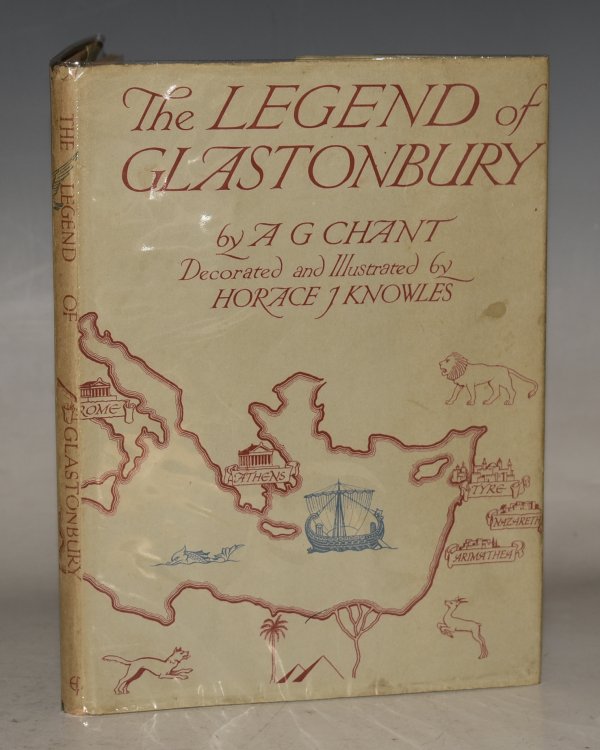 The LEGEND of
GLASTONBURY
by A G CHANT
Decorated and Illustrated by
HORACE J KNOWLES
ROME
ATHENS
TYRE
NAZARETH
ARIMATHEA
THE LEGEND OF GLASTONBURY